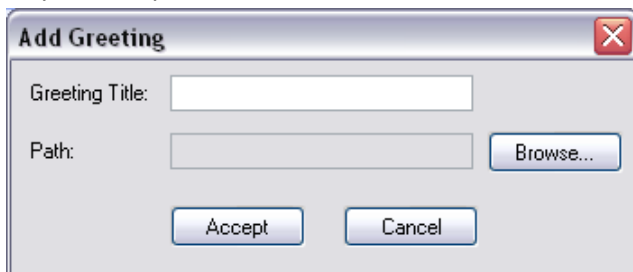 Add Greeting
Greeting Title:
Path:
Browse...
Accept
Cancel